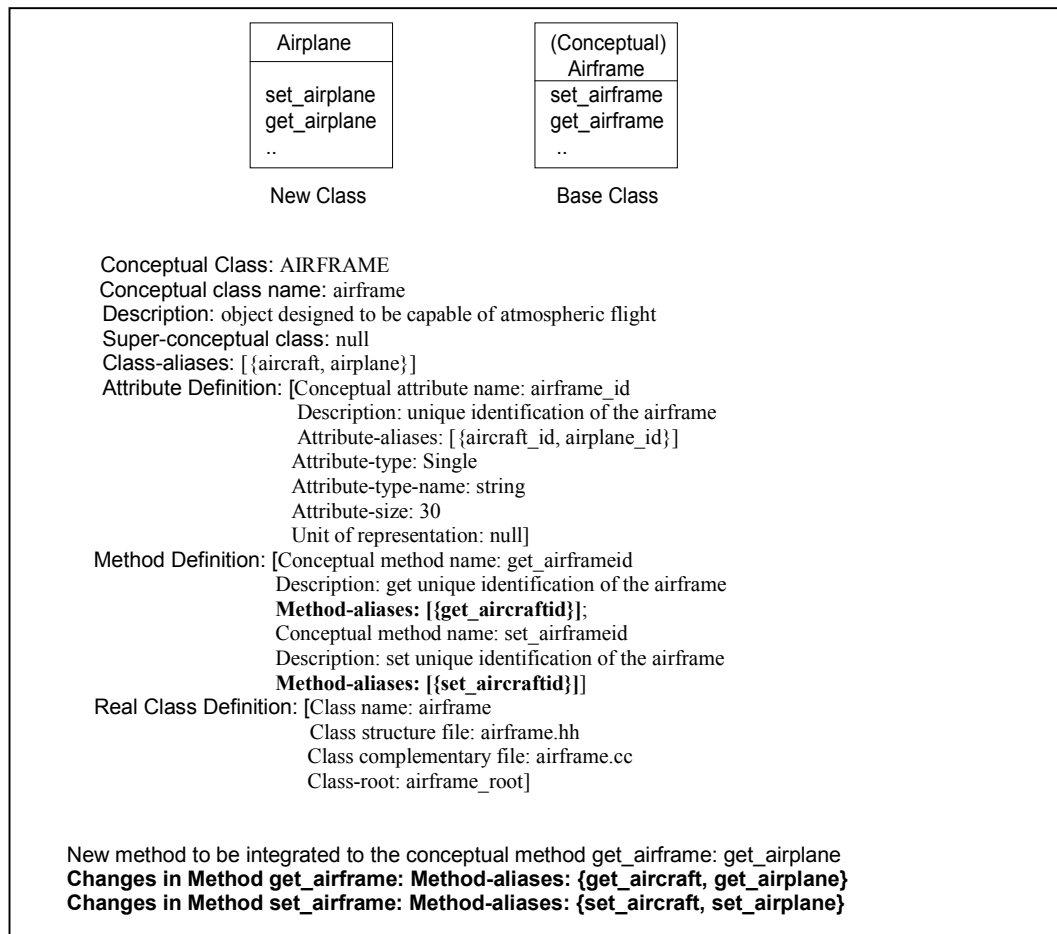 Airplane
set_airplane
get_airplane
..
New Class
(Conceptual)
Airframe
set_airframe
get_airframe
..
Base Class
Conceptual Class: AIRFRAME
Conceptual class name: airframe
Description: object designed to be capable of atmospheric flight
Super-conceptual class: null
Class-aliases: [{aircraft, airplane}]
Attribute Definition: [Conceptual attribute name: airframe_id
Description: unique identification of the airframe
Attribute-aliases: [{aircraft_id, airplane_id}]
Attribute-type: Single
Attribute-type-name: string
Attribute-size: 30
Unit of representation: null]
Method Definition: [Conceptual method name: get_airframeid
Description: get unique identification of the airframe
Method-aliases: [{get_aircraftid}];
Conceptual method name: set_airframeid
Description: set unique identification of the airframe
Method-aliases: [{set_aircraftid}]]
Real Class Definition: [Class name: airframe
Class structure file: airframe.hh
Class complementary file: airframe.cc
Class-root: airframe_root]
New method to be integrated to the conceptual method get_airframe: get_airplane
Changes in Method get_airframe: Method-aliases: {get_aircraft, get_airplane}
Changes in Method set_airframe: Method-aliases: {set_aircraft, set_airplane}